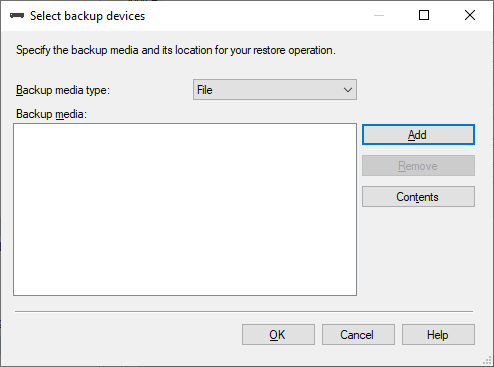 Select backup devices
Specify the backup media and its location for your restore operation.
Backup media type:
File
Backup media:
Add
Remove
Contents
OK
Cancel
Help